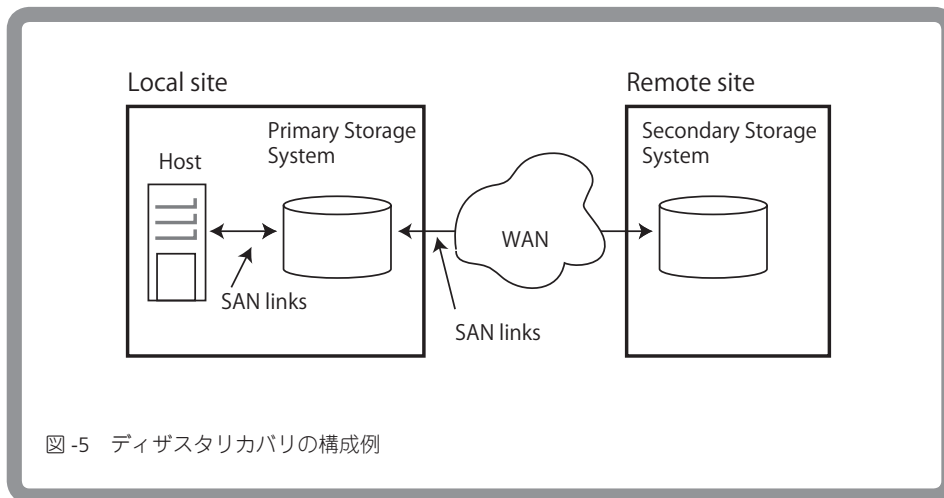 Local site
Remote site
Primary Storage
System
Secondary Storage
System
Host
WAN
SAN links
SAN links
図 -5 ディザスタリカバリの構成例